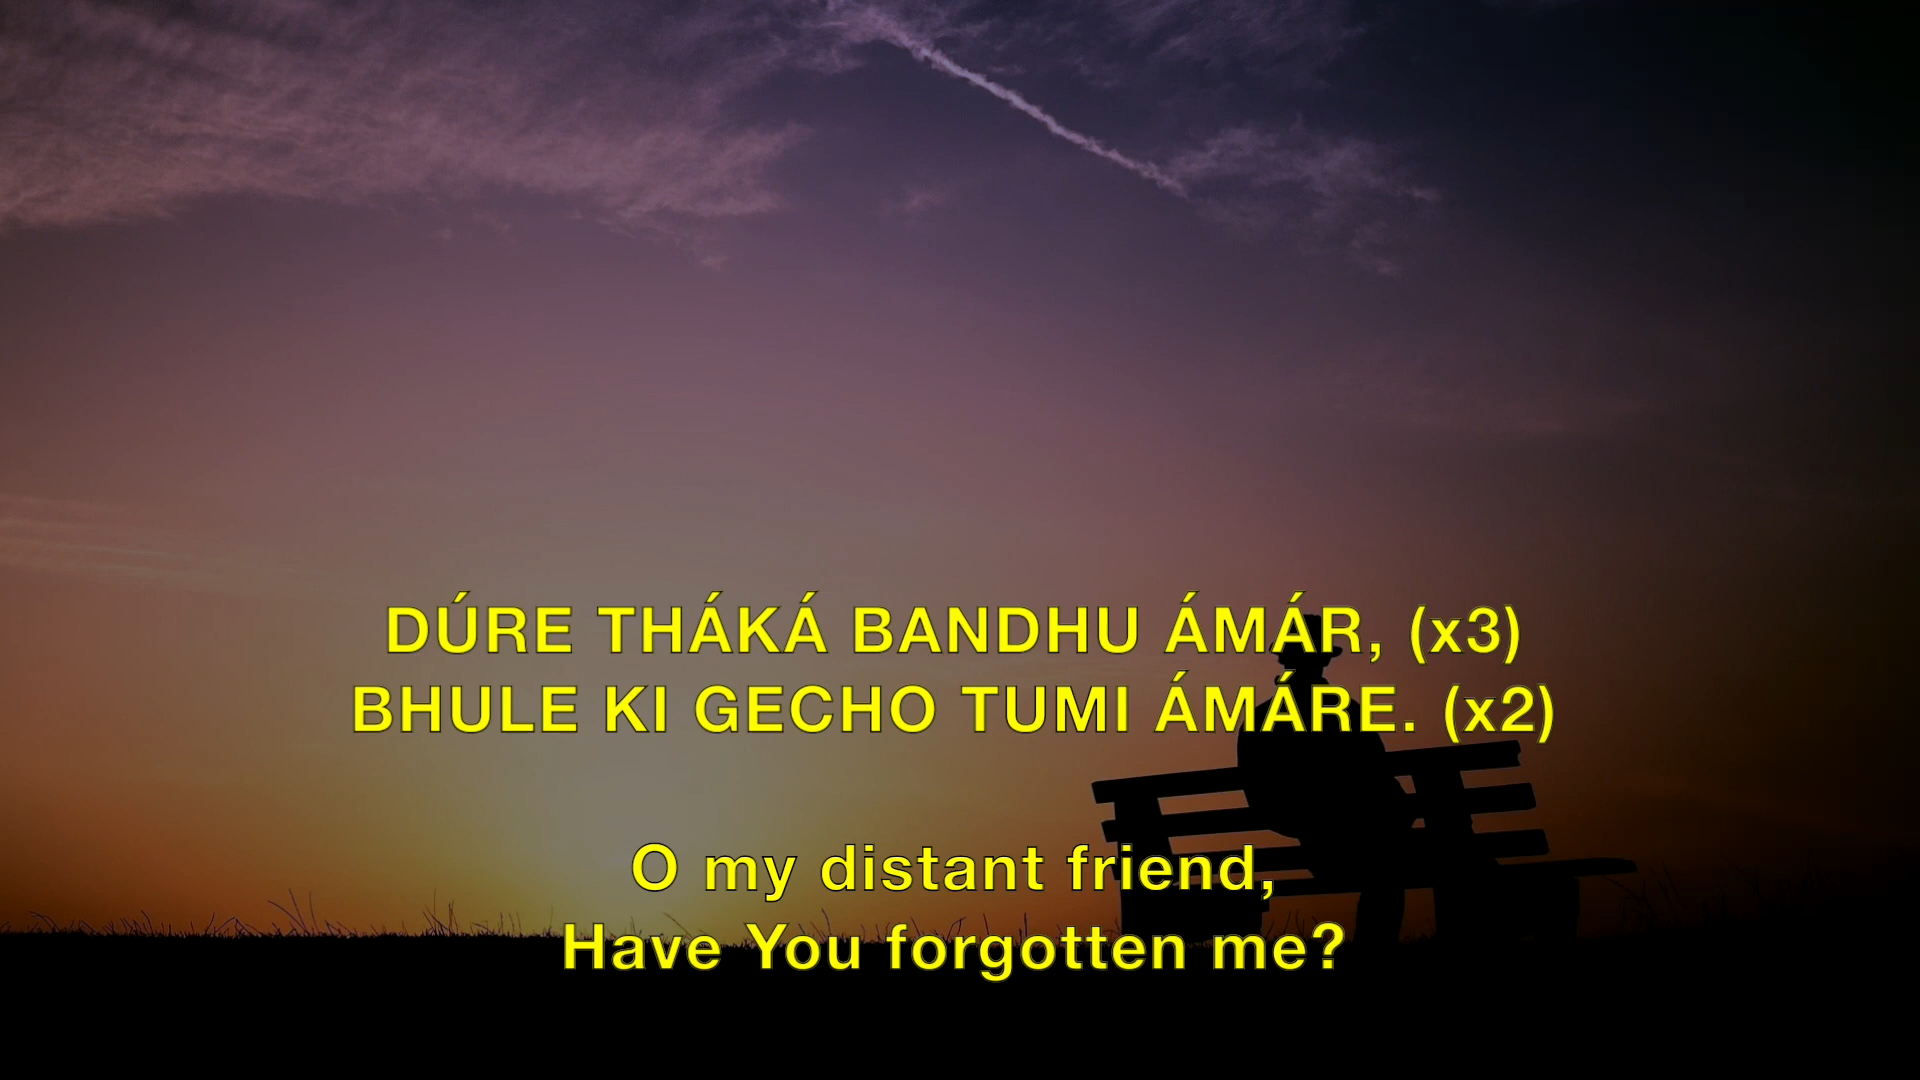 DÚRE THÁKÁ BANDHU ÁMÁR, (x3)
BHULE KI GECHO TUMI ÁMÁRE. (x2)
O my distant friend,
Have You forgotten me?